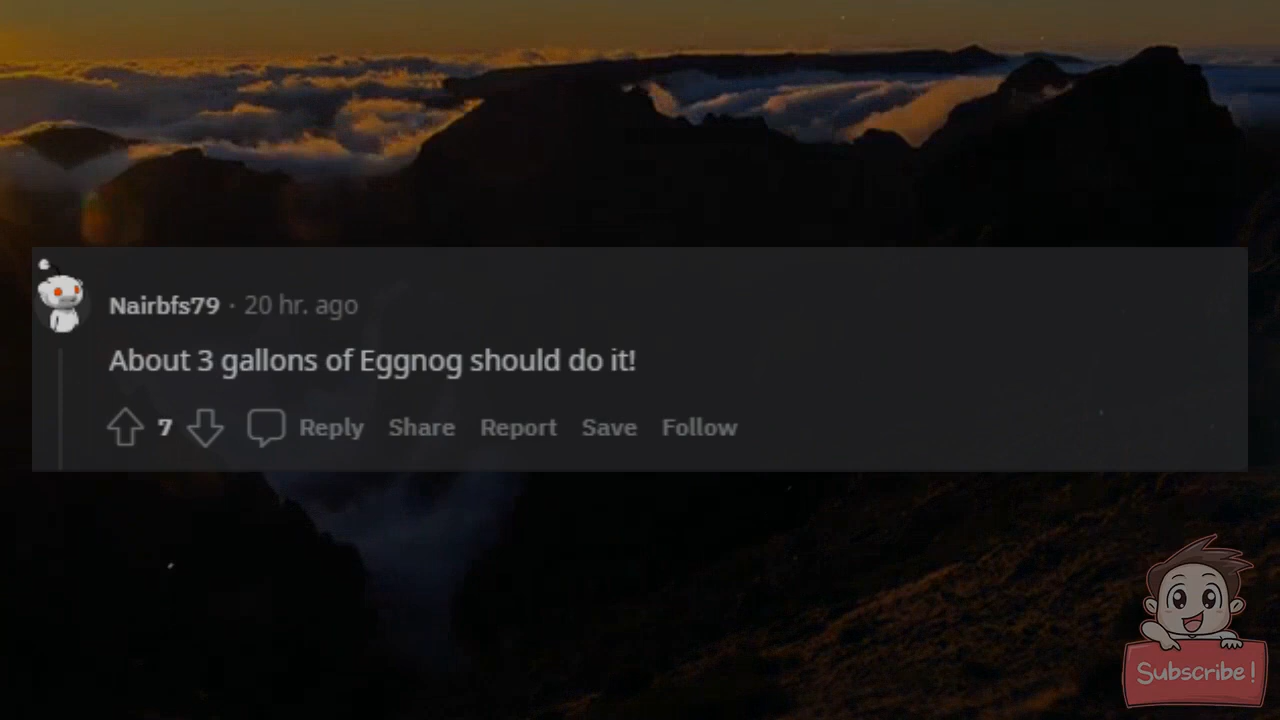 Nairbfs79 · 20 hr. ago
About 3 gallons of Eggnog should do it!
7 Reply Share Report Save Follow
Subscribe!